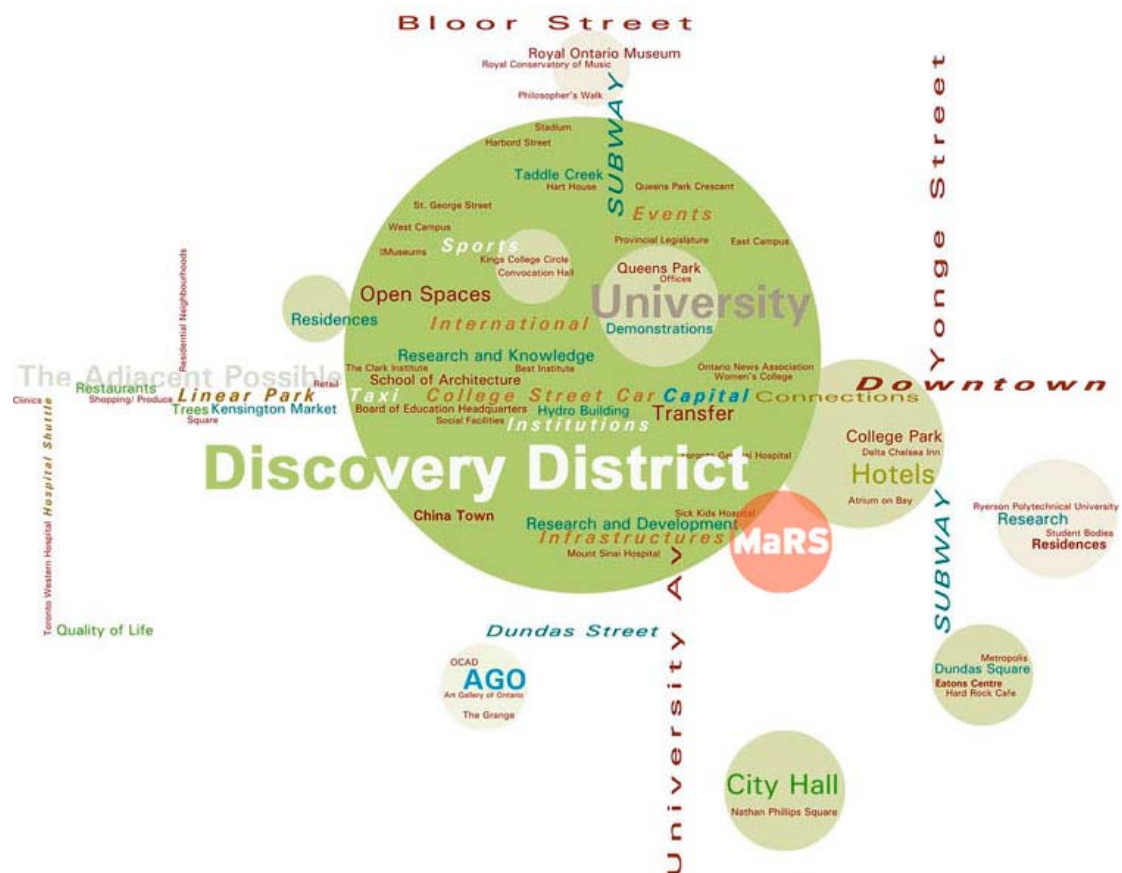 Bloor Street
Royal Ontario Museum
Royal Conservatory of Music
Philosopher's Walk
SUBWAY
Yonge Street
Stadium
Harbord Street
Taddle Creek
Hart House
Queens Park Crescent
St. George Street
Events
West Campus
Provincial Legislature
East Campus
Sports
Museums
Kings College Circle
Convocation Hall
Queens Park
Offices
Open Spaces
University
Residences
International
Demonstrations
Residential Neighbourhoods
Research and Knowledge
The Clark Institute
Best Institute
Ontario News Association
Women's College
The Adjacent Possible
School of Architecture
Retail
Downtown
Restaurants
Clinics
Shopping/ Produce
Linear Park
Taxi
College Street Car
Capital
Connections
Trees
Kensington Market
Board of Education Headquarters
Hydro Building
Transfer
Square
Social Facilities
Institutions
College Park
Delta Chelsea Inn
Toronto General Hospital
Discovery District
Hotels
Atrium on Bay
Hospital Shuttle
Toronto Western Hospital
China Town
Sick Kids Hospital
Research and Development
Infrastructures
Mount Sinai Hospital
MaRS
Ryerson Polytechnical University
Research
Student Bodies
Residences
SUBWAY
University Av
Quality of Life
Dundas Street
OCAD
AGO
Art Gallery of Ontario
The Grange
Metropolis
Dundas Square
Eatons Centre
Hard Rock Cafe
City Hall
Nathan Phillips Square